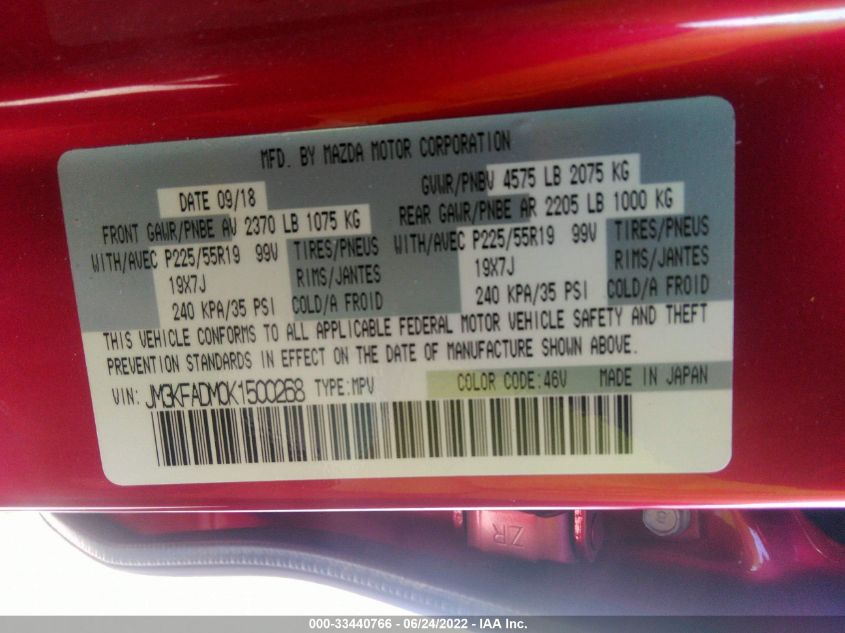 MFD. BY MAZDA MOTOR CORPORATION
DATE 09/18 GVWR/PNBV 4575 LB 2075 KG
FRONT GAWR/PNBE AV 2370 LB 1075 KG REAR GAWR/PNBE AR 2205 LB 1000 KG
WITH/AVEC P225/55R19 99V TIRES/PNEUS WITH/AVEC P225/55R19 99V TIRES/PNEUS
19X7J RIMS/JANTES 19X7J RIMS/JANTES
240 KPA/35 PSI COLD/A FROID 240 KPA/35 PSI COLD/A FROID
THIS VEHICLE CONFORMS TO ALL APPLICABLE FEDERAL MOTOR VEHICLE SAFETY AND THEFT
PREVENTION STANDARDS IN EFFECT ON THE DATE OF MANUFACTURE SHOWN ABOVE.
VIN: JM3KFADM0K1500268 TYPE:MPV COLOR CODE:46V MADE IN JAPAN
ZR
000-33440766 - 06/24/2022 - IAA Inc.